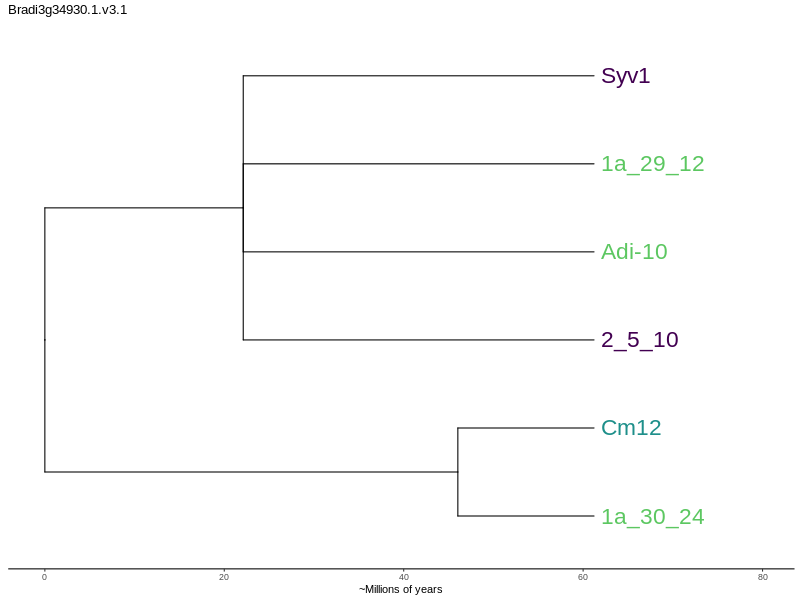 Bradi3g34930.1.v3.1
Syv1
1a_29_12
Adi-10
2_5_10
Cm12
1a_30_24
0 20 40 60 80
~Millions of years